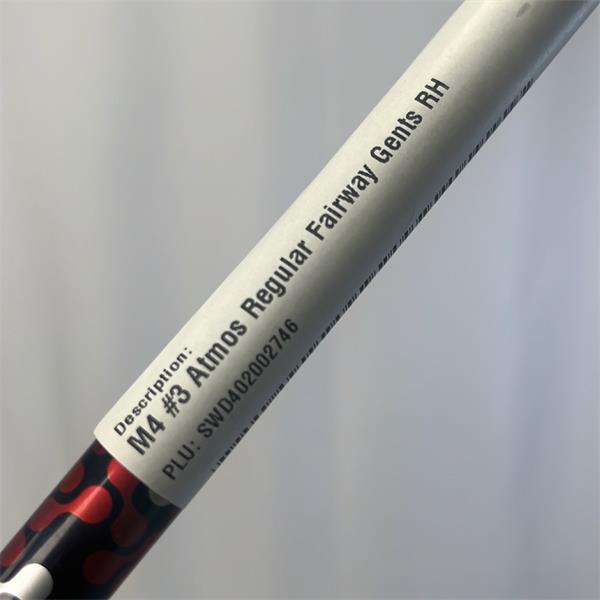 Description:
M4 #3 Atmos Regular Fairway Gents RH
PLU: SWD402002746